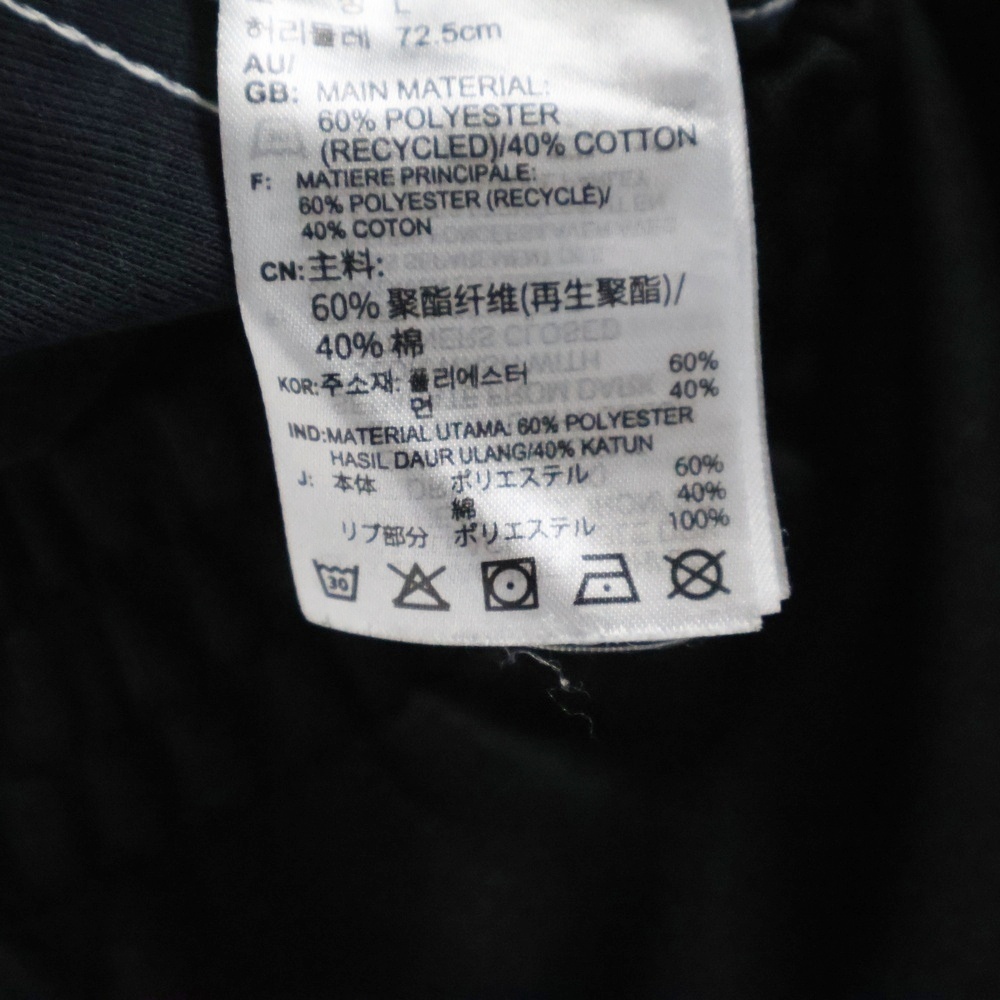 L
허리둘레 72.5cm
AU/
GB: MAIN MATERIAL:
60% POLYESTER
(RECYCLED)/40% COTTON
F: MATIERE PRINCIPALE:
60% POLYESTER (RECYCLÉ)/
40% COTON
CN:主料:
60% 聚酯纤维(再生聚酯)/
40% 棉
KOR:주소재: 폴리에스터 60%
면 40%
IND:MATERIAL UTAMA: 60% POLYESTER
HASIL DAUR ULANG/40% KATUN
J: 本体 ポリエステル 60%
綿 40%
リブ部分 ポリエステル 100%
30